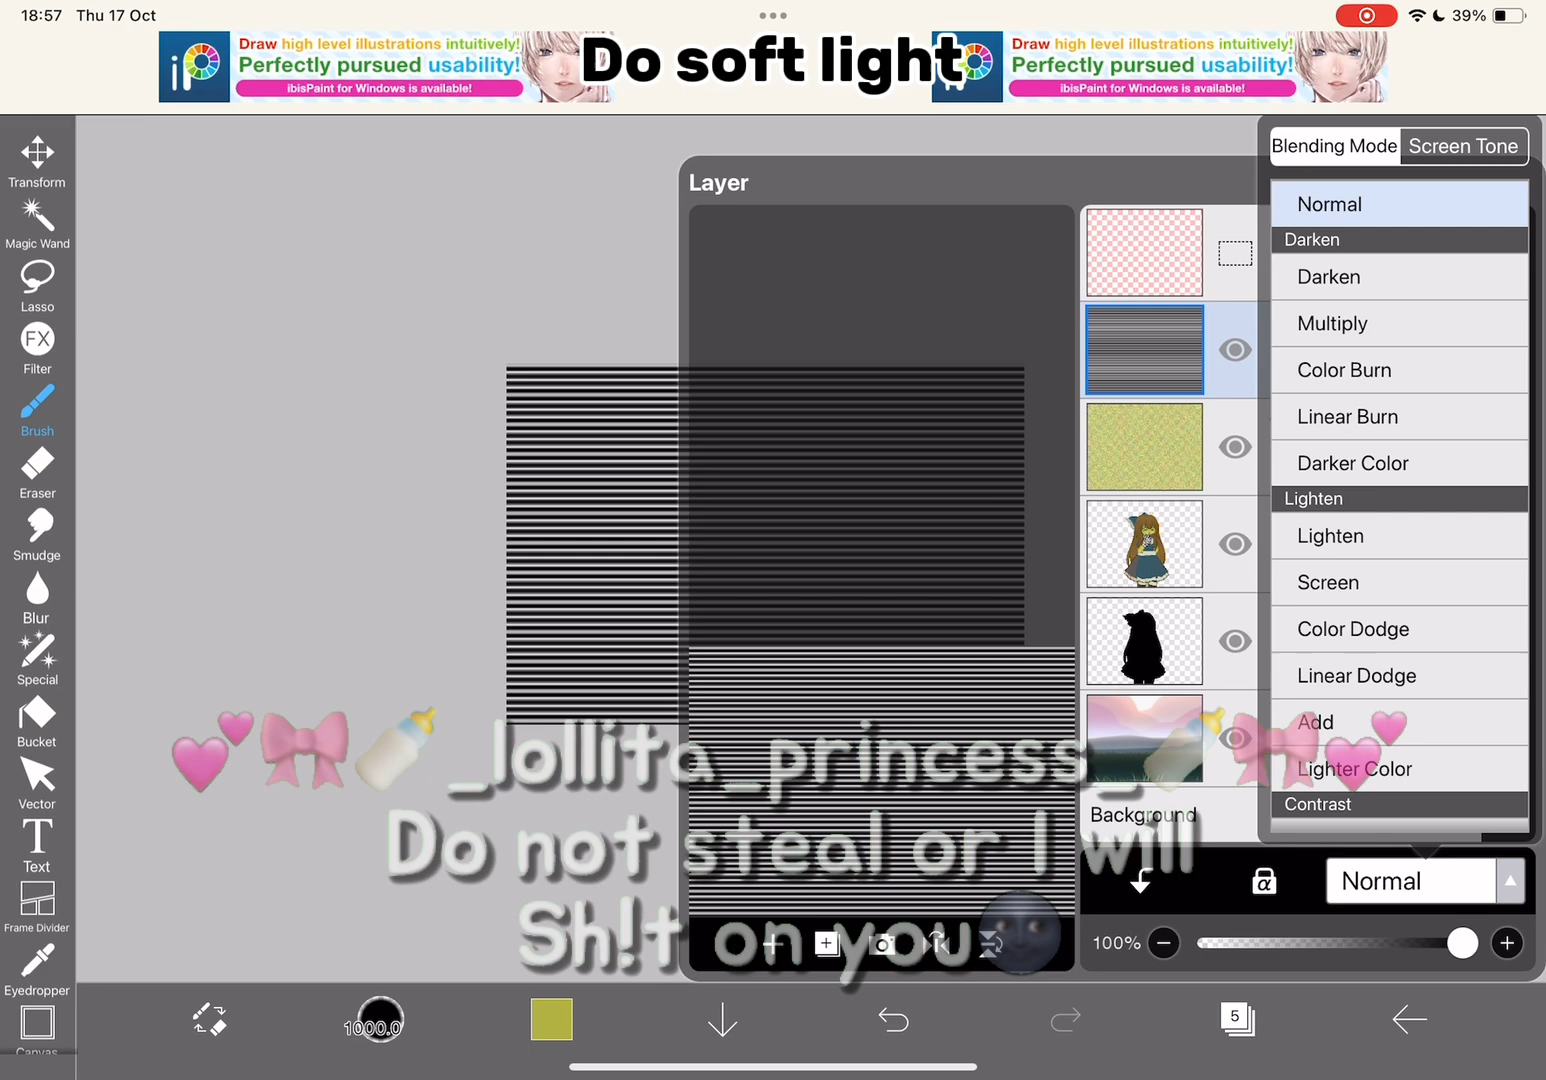 18:57 Thu 17 Oct
39%
Draw high level illustrations intuitively!
Perfectly pursued usability!
ibisPaint for Windows is available!
Do soft light
Draw high level illustrations intuitively!
Perfectly pursued usability!
ibisPaint for Windows is available!
Transform
Magic Wand
Lasso
FX
Filter
Brush
Eraser
Smudge
Blur
Special
Bucket
Vector
T
Text
Frame Divider
Eyedropper
Canvas
Layer
Background
Blending Mode
Screen Tone
Normal
Darken
Darken
Multiply
Color Burn
Linear Burn
Darker Color
Lighten
Lighten
Screen
Color Dodge
Linear Dodge
Add
Lighter Color
Contrast
Normal
100%
💕🎀🍼_lollita_princess_🍼🎀💕
Do not steal or I will
Sh!t on you🌚
1000.0
5